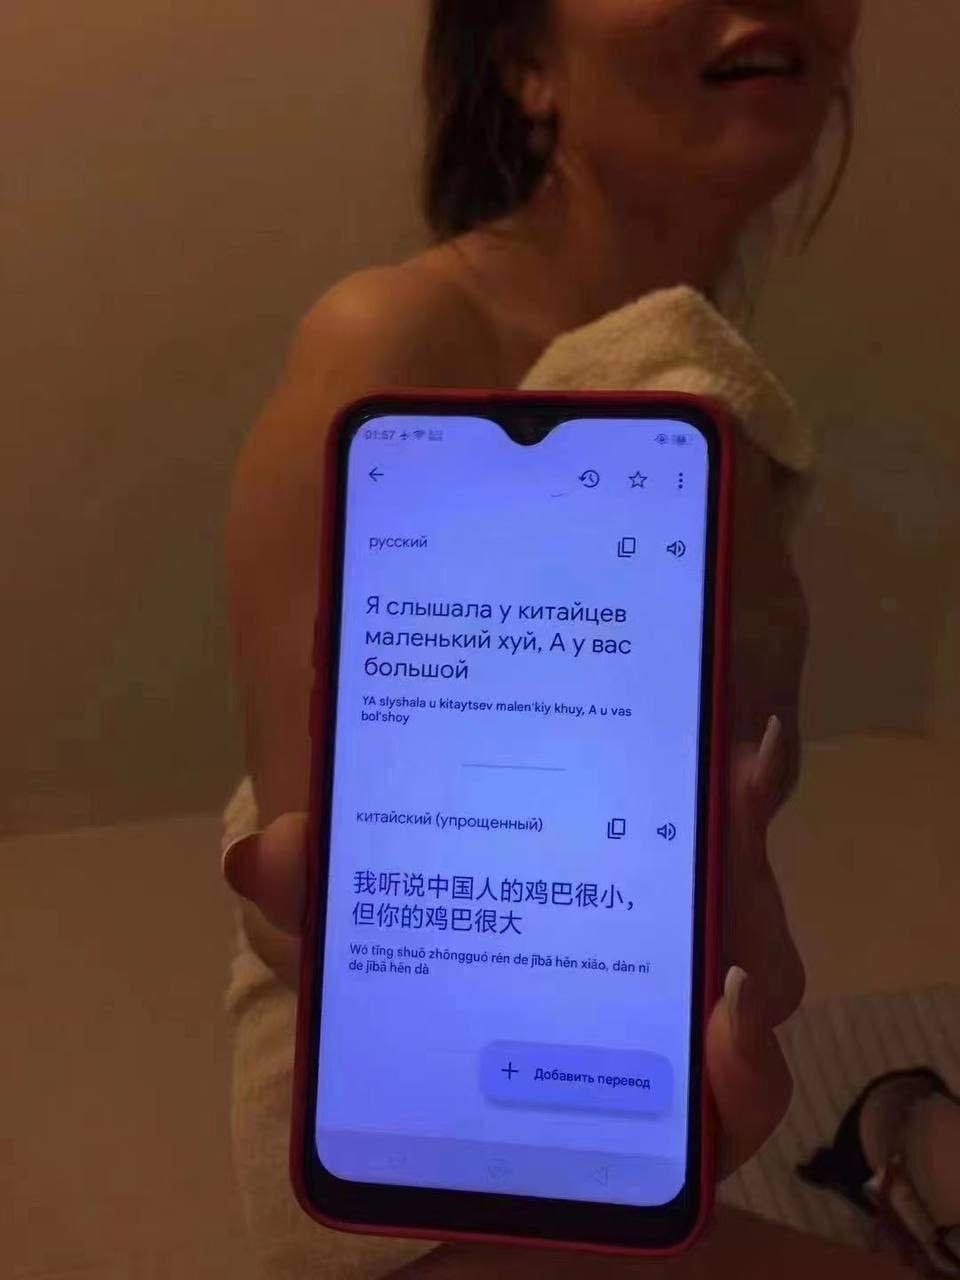 01:57
русский
Я слышала у китайцев
маленький хуй, А у вас
большой
YA slyshala u kitaytsev malen'kiy khuy, A u vas
bol'shoy
китайский (упрощенный)
我听说中国人的鸡巴很小，
但你的鸡巴很大
Wǒ tīng shuō zhōngguó rén de jībā hěn xiǎo, dàn nǐ
de jībā hěn dà
+ Добавить перевод